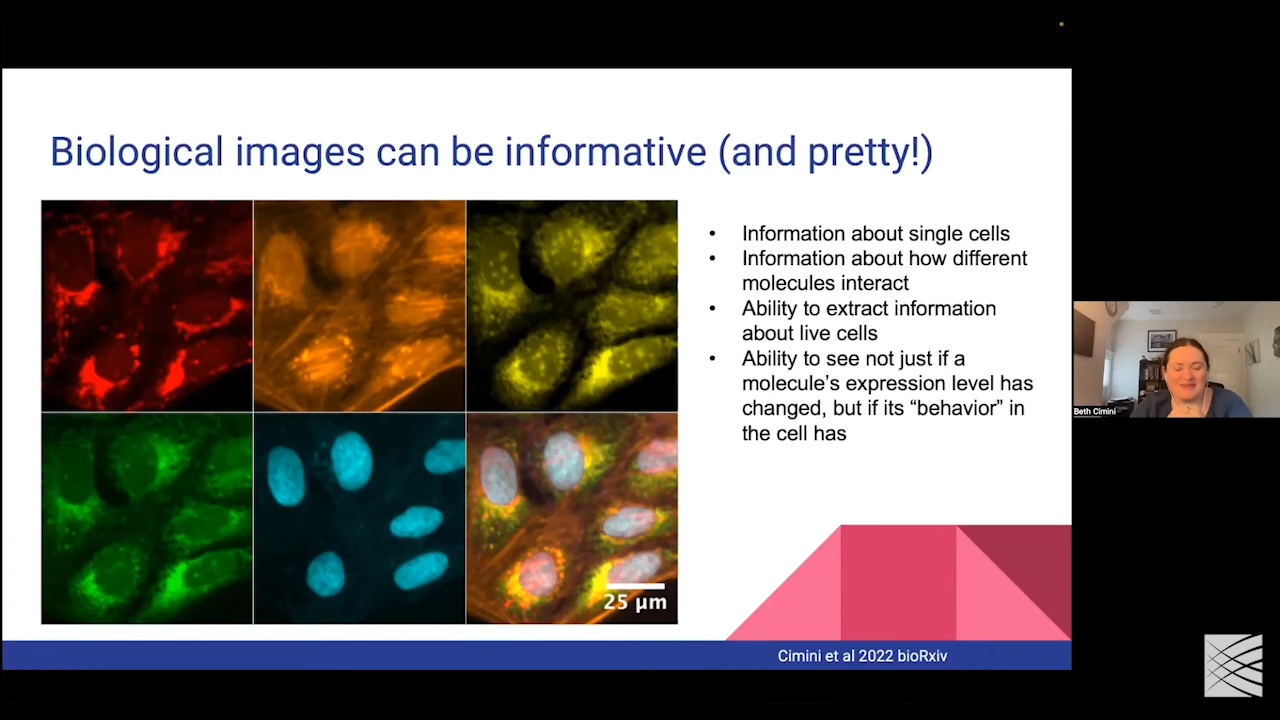 Biological images can be informative (and pretty!)
• Information about single cells
• Information about how different
molecules interact
• Ability to extract information
about live cells
• Ability to see not just if a
molecule’s expression level has
changed, but if its “behavior” in
the cell has
25 µm
Cimini et al 2022 bioRxiv
Beth Cimini